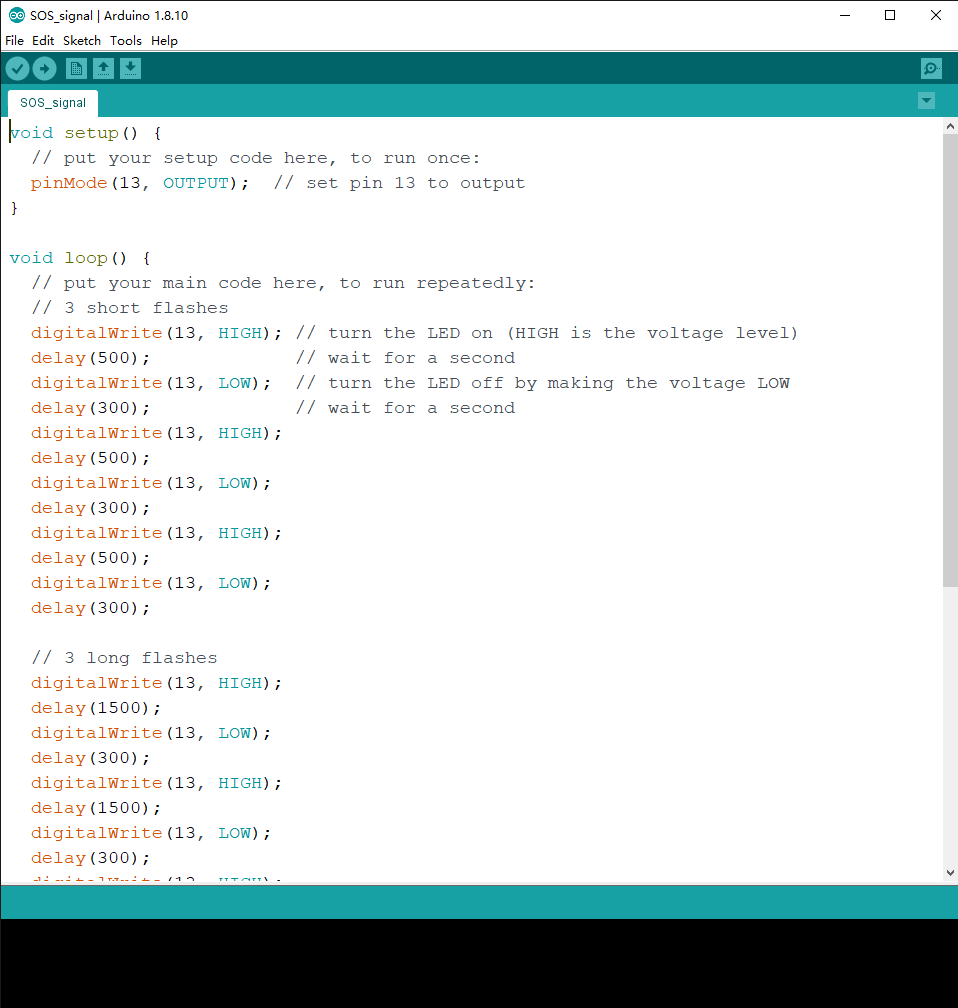 SOS_signal | Arduino 1.8.10
File Edit Sketch Tools Help
SOS_signal
void setup() {
  // put your setup code here, to run once:
  pinMode(13, OUTPUT);  // set pin 13 to output
}
void loop() {
  // put your main code here, to run repeatedly:
  // 3 short flashes
  digitalWrite(13, HIGH); // turn the LED on (HIGH is the voltage level)
  delay(500);             // wait for a second
  digitalWrite(13, LOW);  // turn the LED off by making the voltage LOW
  delay(300);             // wait for a second
  digitalWrite(13, HIGH);
  delay(500);
  digitalWrite(13, LOW);
  delay(300);
  digitalWrite(13, HIGH);
  delay(500);
  digitalWrite(13, LOW);
  delay(300);
  // 3 long flashes
  digitalWrite(13, HIGH);
  delay(1500);
  digitalWrite(13, LOW);
  delay(300);
  digitalWrite(13, HIGH);
  delay(1500);
  digitalWrite(13, LOW);
  delay(300);
  digitalWrite(13, HIGH);